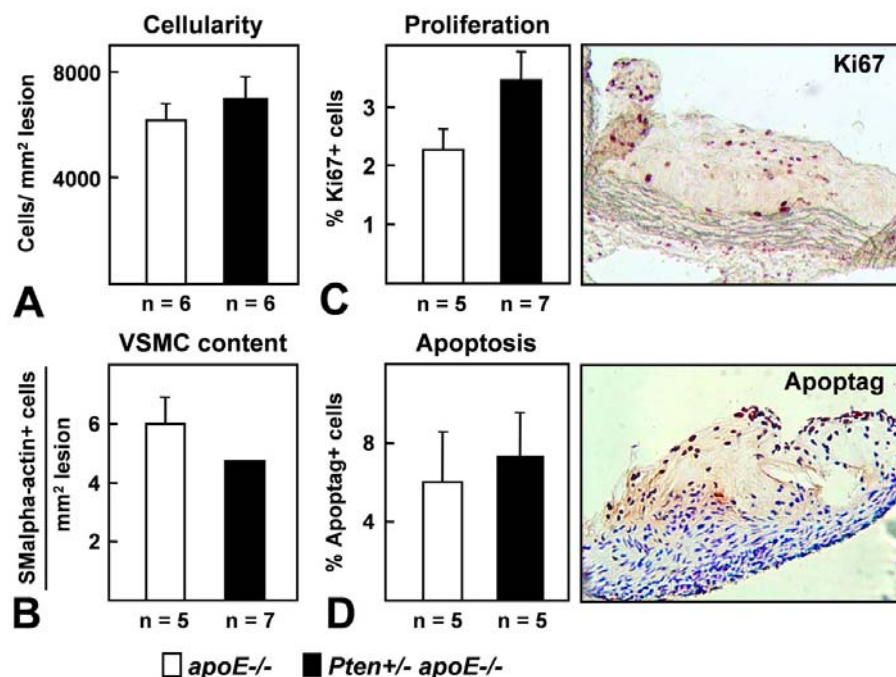 Cellularity
Cells/ mm² lesion
8000
4000
A
n = 6
n = 6
Proliferation
% Ki67+ cells
3
2
1
C
n = 5
n = 7
Ki67
VSMC content
SMalpha-actin+ cells
mm² lesion
6
4
2
B
n = 5
n = 7
Apoptosis
% Apoptag+ cells
8
4
D
n = 5
n = 5
Apoptag
apoE-/-
Pten+/- apoE-/-